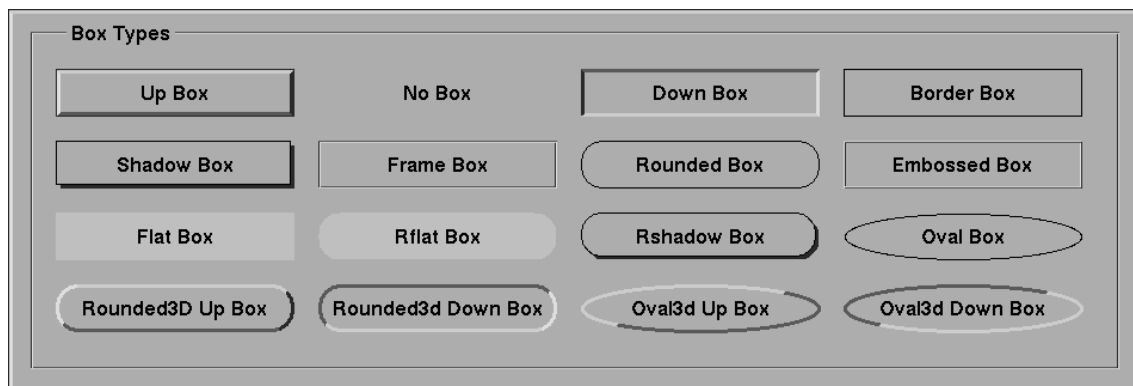 Box Types
Up Box
No Box
Down Box
Border Box
Shadow Box
Frame Box
Rounded Box
Embossed Box
Flat Box
Rflat Box
Rshadow Box
Oval Box
Rounded3D Up Box
Rounded3d Down Box
Oval3d Up Box
Oval3d Down Box